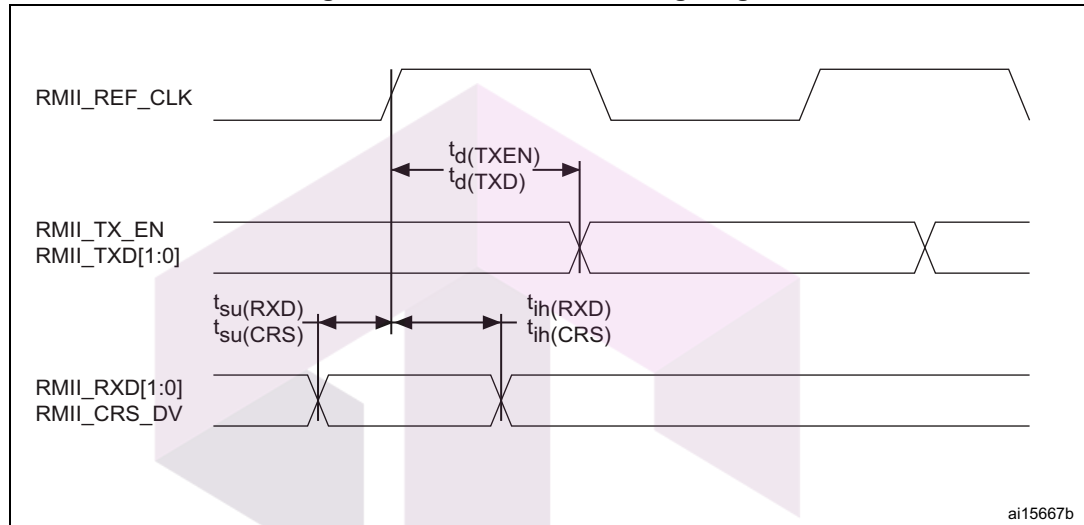 RMII_REF_CLK
td(TXEN)
td(TXD)
RMII_TX_EN
RMII_TXD[1:0]
tsu(RXD)
tsu(CRS)
tih(RXD)
tih(CRS)
RMII_RXD[1:0]
RMII_CRS_DV
ai15667b